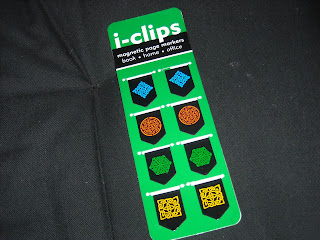 i-clips
magnetic page markers
book • home • office